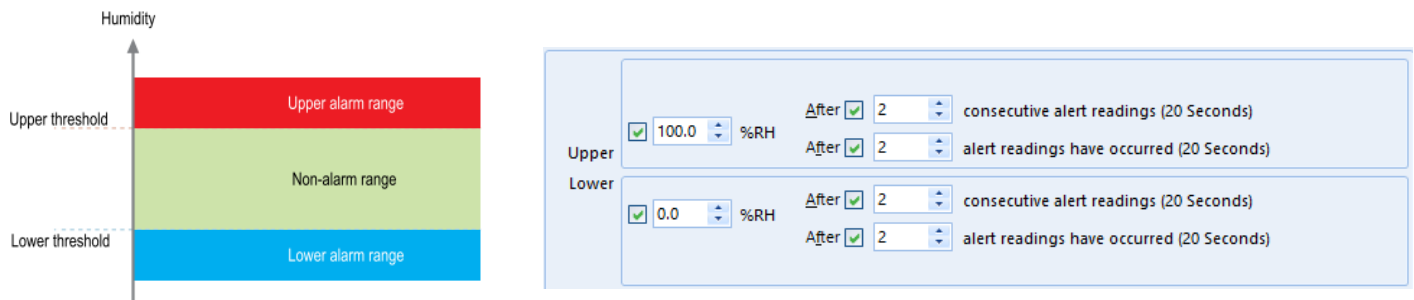 Humidity
Upper alarm range
Upper threshold
Non-alarm range
Lower threshold
Lower alarm range
Upper
100.0 %RH
After 2 consecutive alert readings (20 Seconds)
After 2 alert readings have occurred (20 Seconds)
Lower
0.0 %RH
After 2 consecutive alert readings (20 Seconds)
After 2 alert readings have occurred (20 Seconds)